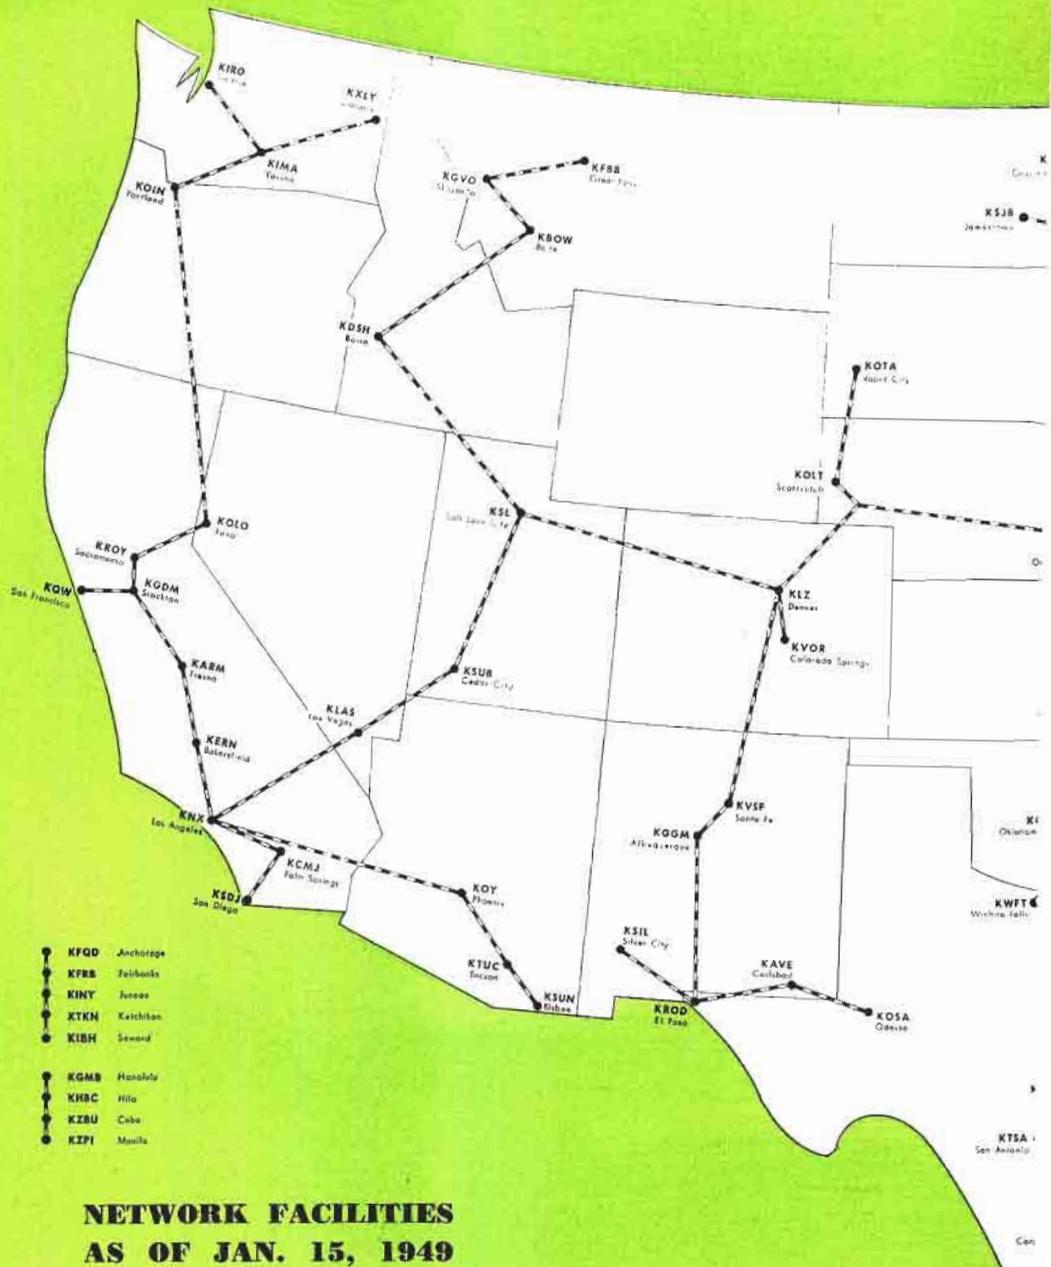 KIRO
KXLY
KIMA
KOIN
Portland
KGVO
KFBB
Great Falls
KBOW
KSJB
Jamestown
KDSH
Boise
KOTA
Rapid City
KOLT
Scottsbluff
KSL
Salt Lake City
KOLO
Reno
KROY
Sacramento
KGDM
Stockton
KQW
San Francisco
KLZ
Denver
KVOR
Colorado Springs
KARM
Fresno
KSUB
Cedar City
KLAS
Las Vegas
KERN
Bakersfield
KNX
Los Angeles
KVSF
Santa Fe
KGGM
Albuquerque
KCMJ
Palm Springs
KSDJ
San Diego
KOY
Phoenix
KWFT
Wichita Falls
KSIL
Silver City
KTUC
Tucson
KAVE
Carlsbad
KSUN
Bisbee
KROD
El Paso
KOSA
Odessa
KFQD Anchorage
KFRB Fairbanks
KINY Juneau
KTKN Ketchikan
KIBH Seward
KGMB Honolulu
KHBC Hilo
KZBU Cebu
KZPI Manila
KTSA
San Antonio
NETWORK FACILITIES
AS OF JAN. 15, 1949